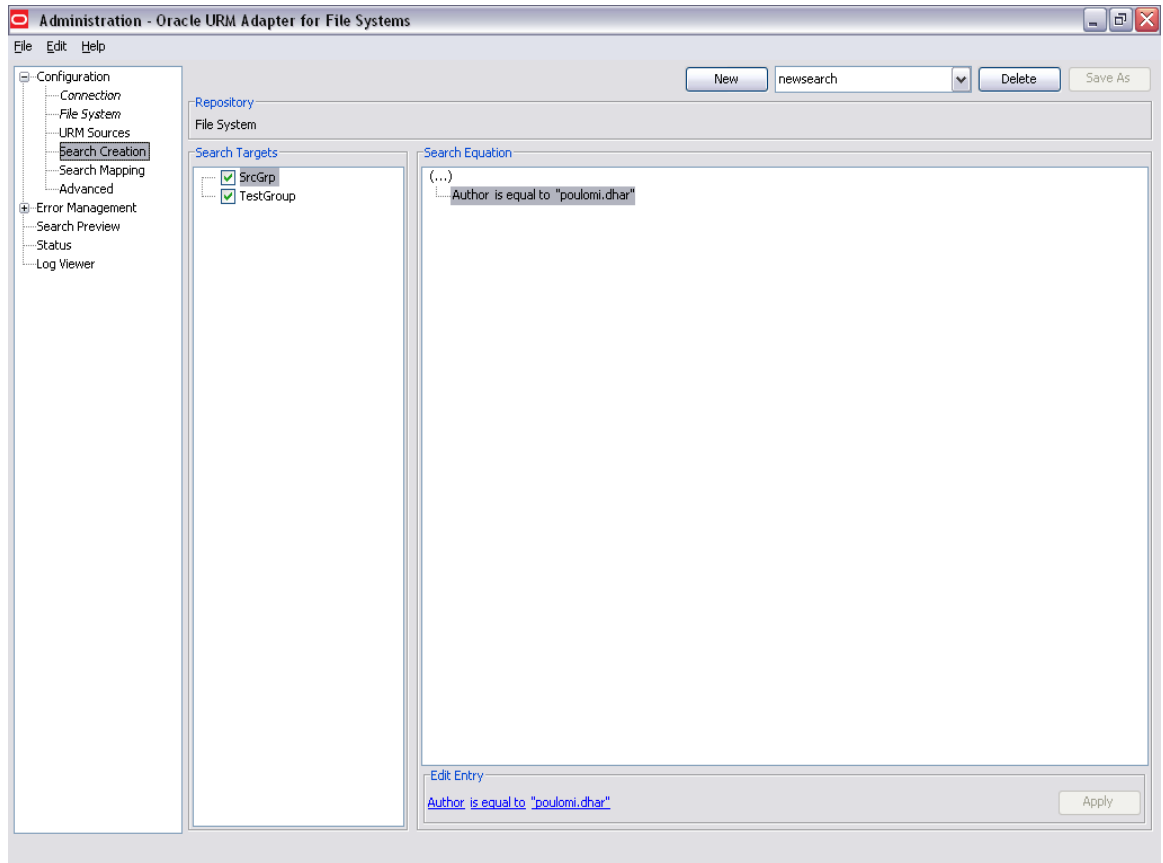 Administration - Oracle URM Adapter for File Systems
File Edit Help
Configuration
Connection
File System
URM Sources
Search Creation
Search Mapping
Advanced
Error Management
Search Preview
Status
Log Viewer
New newsearch Delete Save As
Repository
File System
Search Targets
SrcGrp
TestGroup
Search Equation
(...)
Author is equal to "poulomi.dhar"
Edit Entry
Author is equal to "poulomi.dhar" Apply